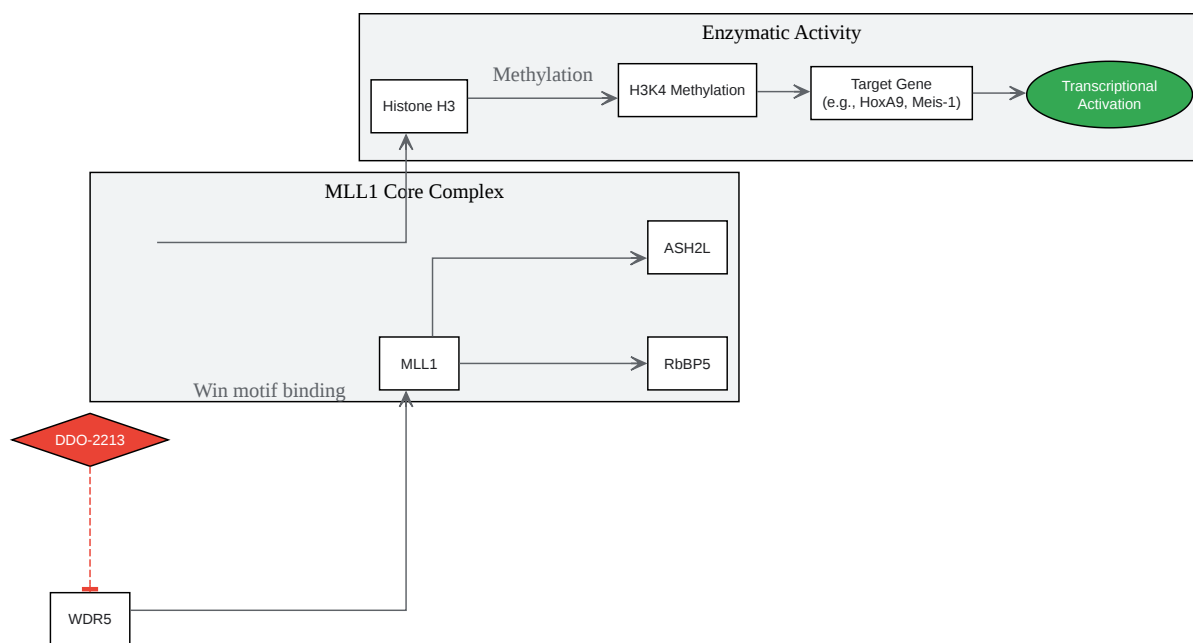 Enzymatic Activity
Methylation
Histone H3
H3K4 Methylation
Target Gene
(e.g., HoxA9, Meis-1)
Transcriptional
Activation
MLL1 Core Complex
ASH2L
MLL1
RbBP5
Win motif binding
DDO-2213
WDR5